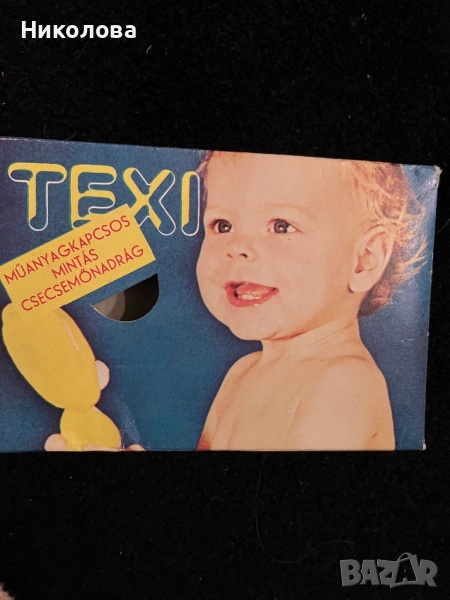 Николова
TEXI
MŰANYAGKAPCSOS
MINTÁS
CSECSEMŐNADRÁG
BAZAR